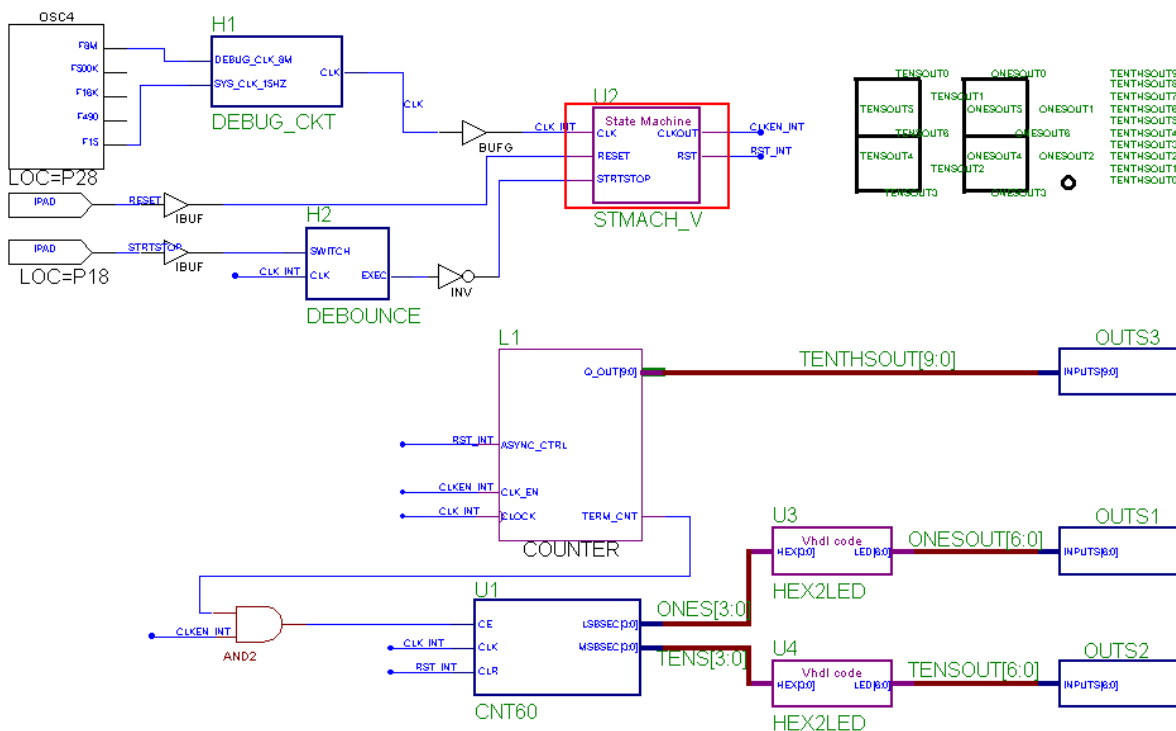 OSC4
F8M
F500K
F16K
F490
F1S
LOC=P28
H1
DEBUG_CLK_8M
SYS_CLK_1SHZ
CLK
DEBUG_CKT
CLK
BUFG
CLK_INT
U2
State Machine
CLK
CLKOUT
RESET
RST
STRTSTOP
STMACH_V
CLKEN_INT
RST_INT
IPAD
RESET
IBUF
IPAD
STRTSTOP
IBUF
LOC=P18
H2
SWITCH
CLK_INT
CLK
EXEC
DEBOUNCE
INV
TENSOUT0
TENSOUT1
TENSOUT5
TENSOUT6
TENSOUT4
TENSOUT2
TENSOUT3
ONESOUT0
ONESOUT5
ONESOUT1
ONESOUT6
ONESOUT4
ONESOUT2
ONESOUT3
TENTHSOUT9
TENTHSOUT8
TENTHSOUT7
TENTHSOUT6
TENTHSOUT5
TENTHSOUT4
TENTHSOUT3
TENTHSOUT2
TENTHSOUT1
TENTHSOUT0
L1
Q_OUT[9:0]
TENTHSOUT[9:0]
OUTS3
INPUTS[9:0]
RST_INT
ASYNC_CTRL
CLKEN_INT
CLK_EN
CLK_INT
CLOCK
TERM_CNT
COUNTER
CLKEN_INT
AND2
U1
CE
LSBSEC[3:0]
CLK_INT
CLK
MSBSEC[3:0]
RST_INT
CLR
CNT60
ONES[3:0]
TENS[3:0]
U3
Vhdl code
HEX[3:0]
LED[6:0]
HEX2LED
ONESOUT[6:0]
OUTS1
INPUTS[6:0]
U4
Vhdl code
HEX[3:0]
LED[6:0]
HEX2LED
TENSOUT[6:0]
OUTS2
INPUTS[6:0]